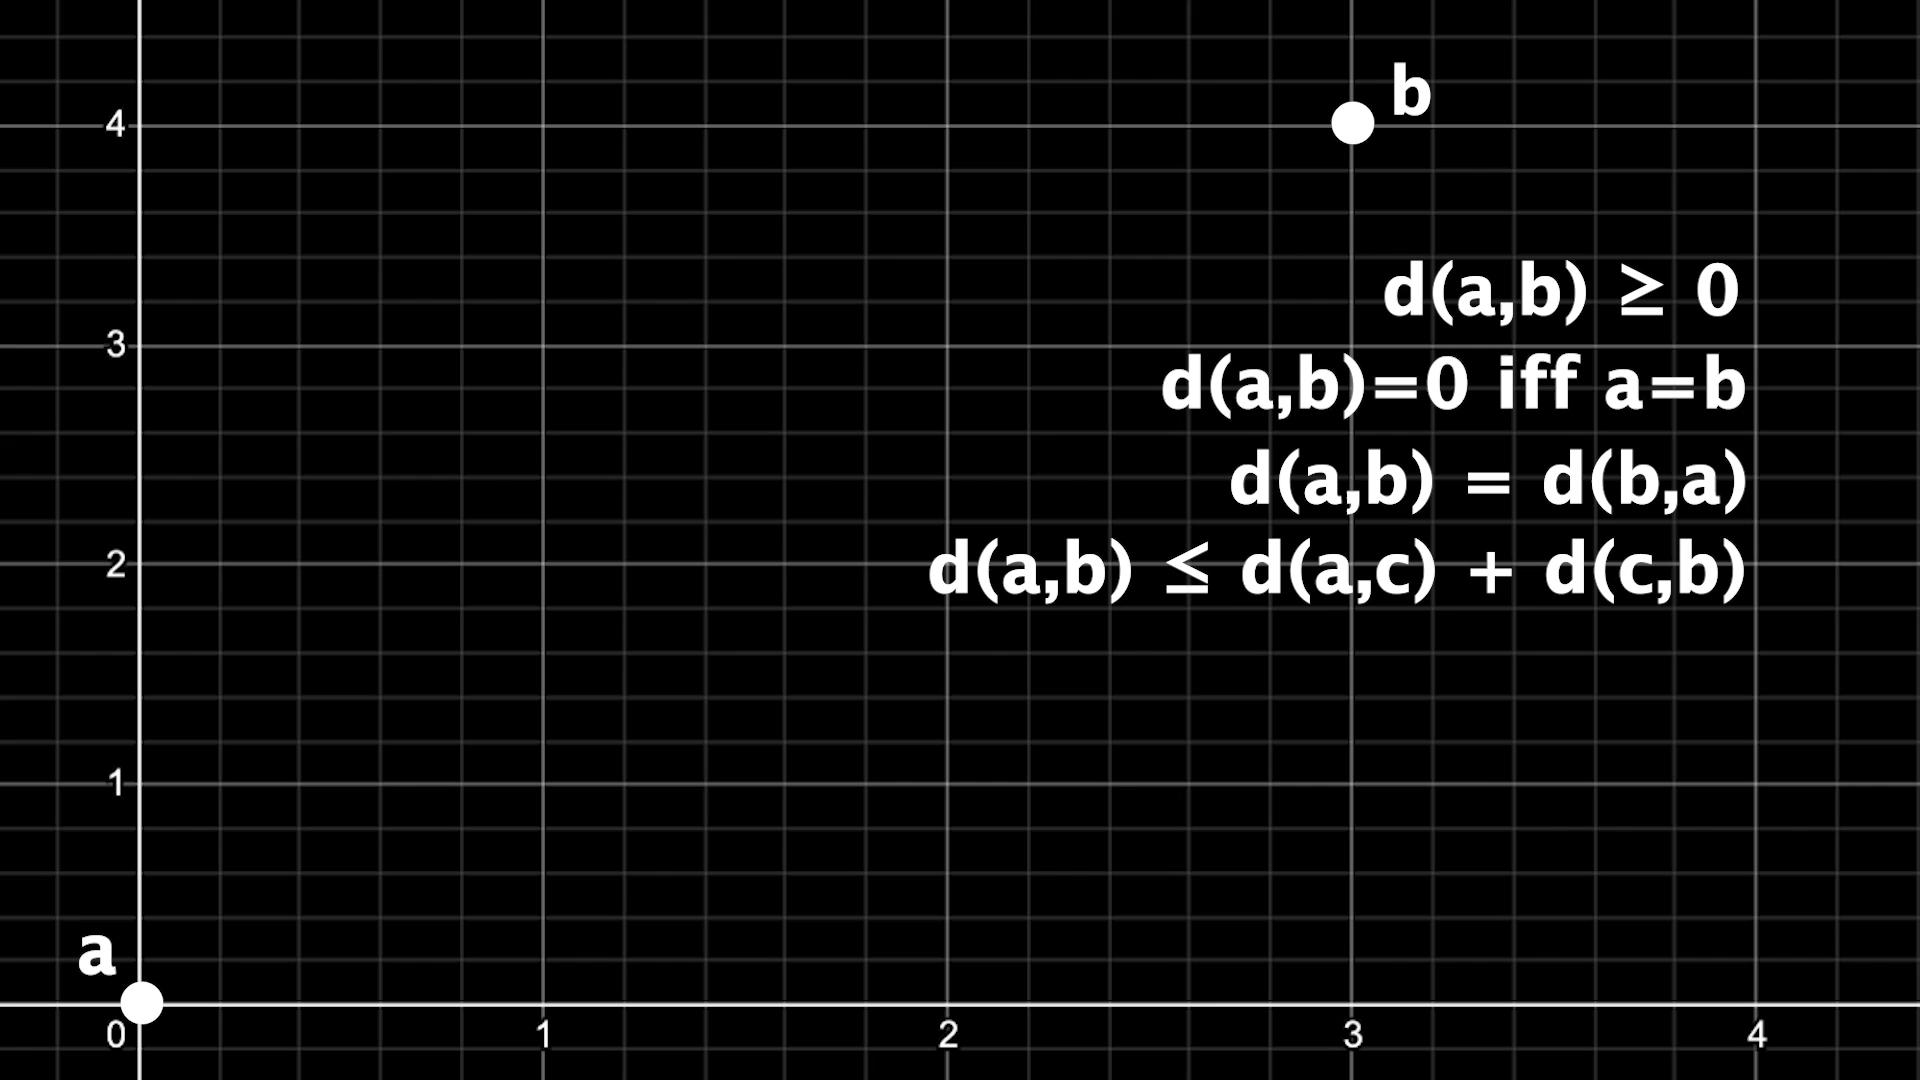 b
4
d(a,b) ≥ 0
3
d(a,b)=0 iff a=b
d(a,b) = d(b,a)
2
d(a,b) ≤ d(a,c) + d(c,b)
1
a
0 1 2 3 4